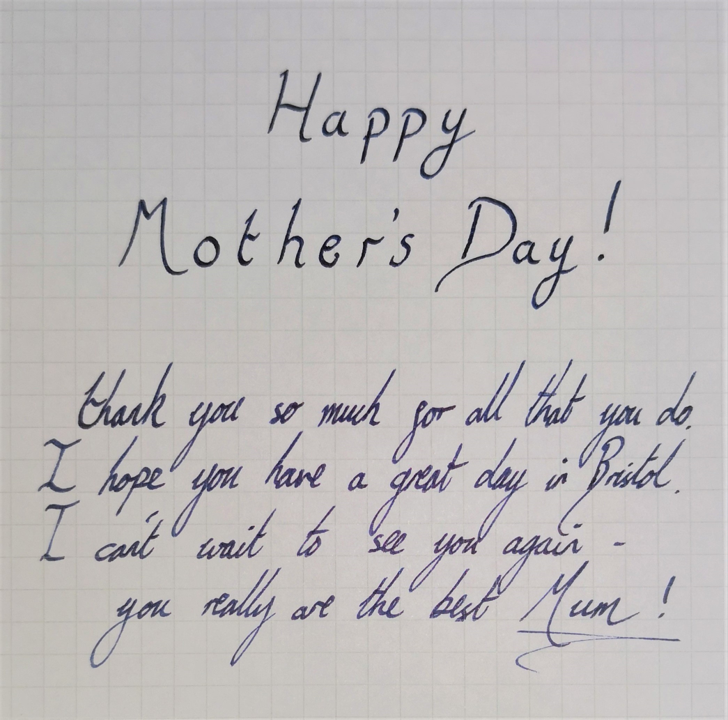 Happy
Mother's Day!
thank you so much for all that you do.
I hope you have a great day in Bristol.
I can't wait to see you again -
you really are the best Mum!